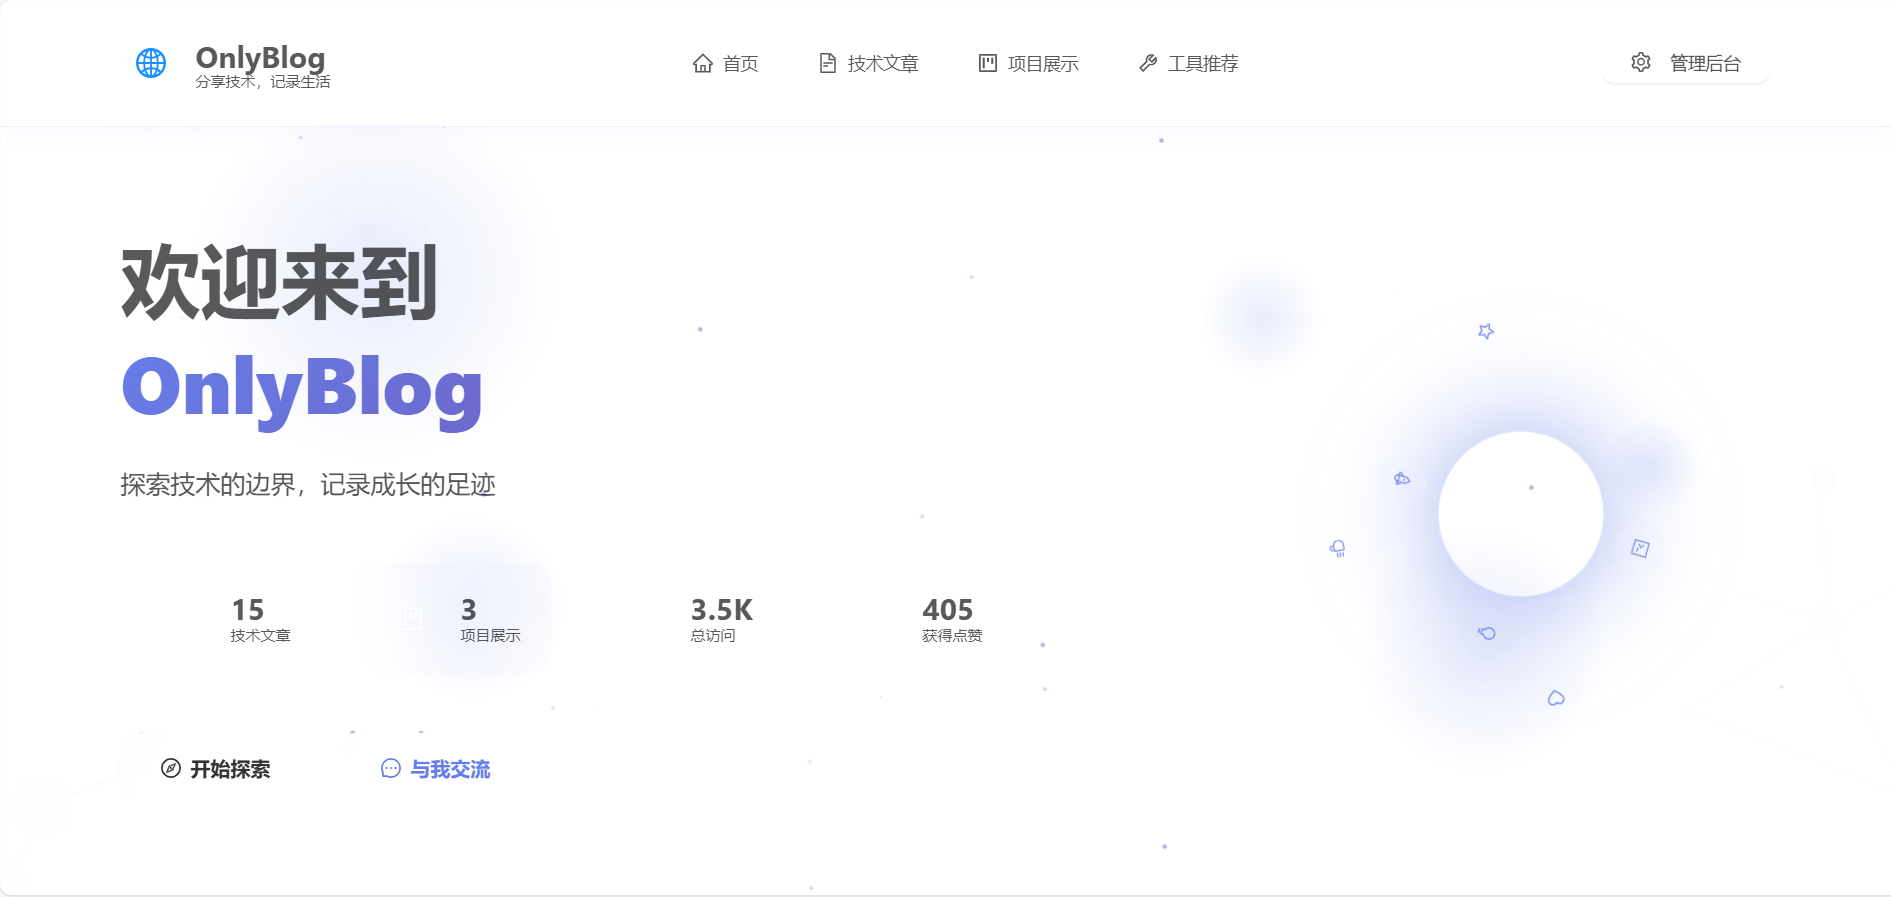 OnlyBlog
分享技术，记录生活
首页
技术文章
项目展示
工具推荐
管理后台
欢迎来到
OnlyBlog
探索技术的边界，记录成长的足迹
15
技术文章
3
项目展示
3.5K
总访问
405
获得点赞
开始探索
与我交流